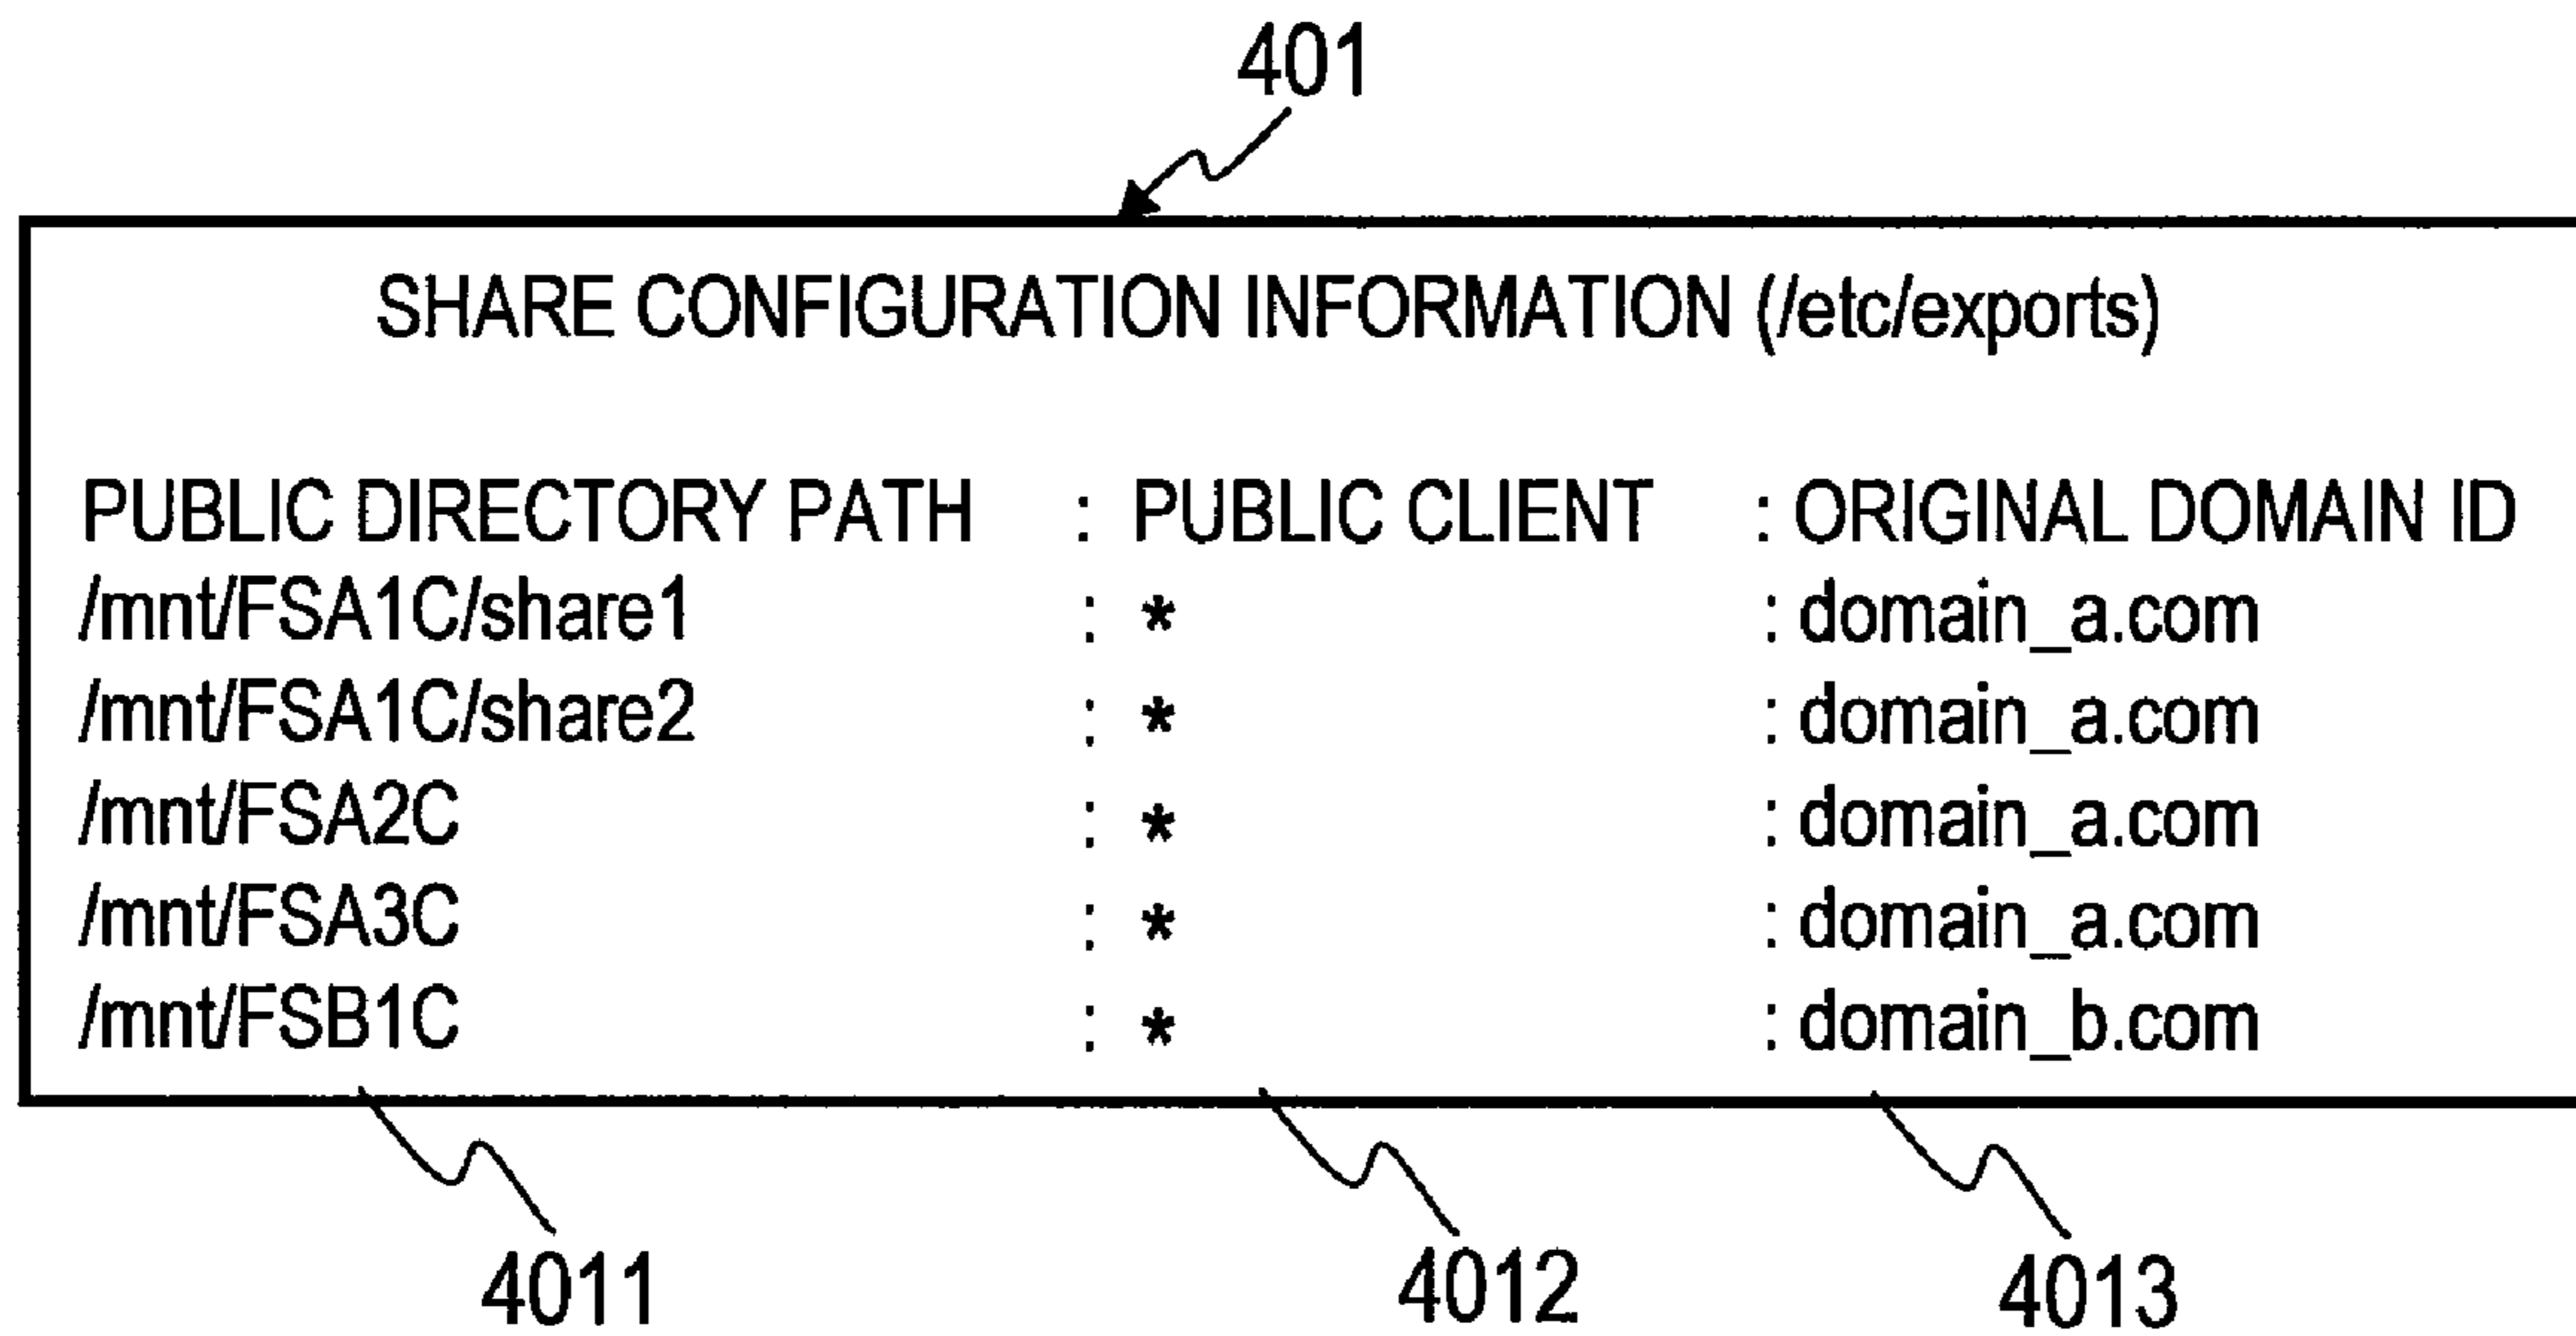 401
SHARE CONFIGURATION INFORMATION (/etc/exports)
PUBLIC DIRECTORY PATH : PUBLIC CLIENT : ORIGINAL DOMAIN ID
/mnt/FSA1C/share1 : * : domain_a.com
/mnt/FSA1C/share2 : * : domain_a.com
/mnt/FSA2C : * : domain_a.com
/mnt/FSA3C : * : domain_a.com
/mnt/FSB1C : * : domain_b.com
4011 4012 4013